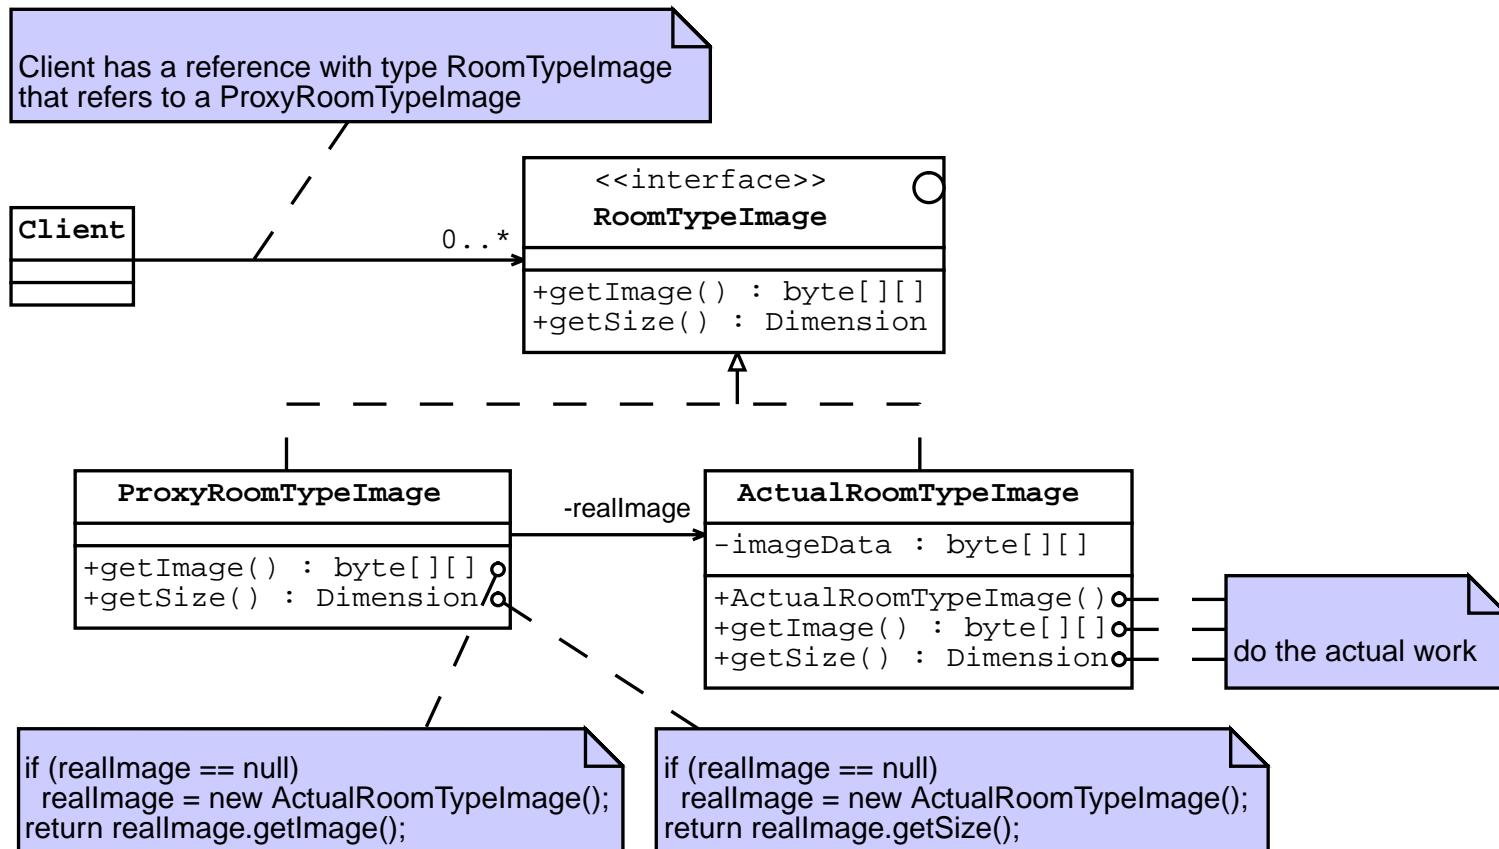 Client has a reference with type RoomTypeImage
that refers to a ProxyRoomTypeImage
<<interface>>
RoomTypeImage
Client
0..*
+getImage() : byte[][]
+getSize() : Dimension
ProxyRoomTypeImage
-realImage
ActualRoomTypeImage
-imageData : byte[][]
+getImage() : byte[][]
+getSize() : Dimension
+ActualRoomTypeImage()
+getImage() : byte[][]
+getSize() : Dimension
do the actual work
if (realImage == null)
realImage = new ActualRoomTypeImage();
return realImage.getImage();
if (realImage == null)
realImage = new ActualRoomTypeImage();
return realImage.getSize();